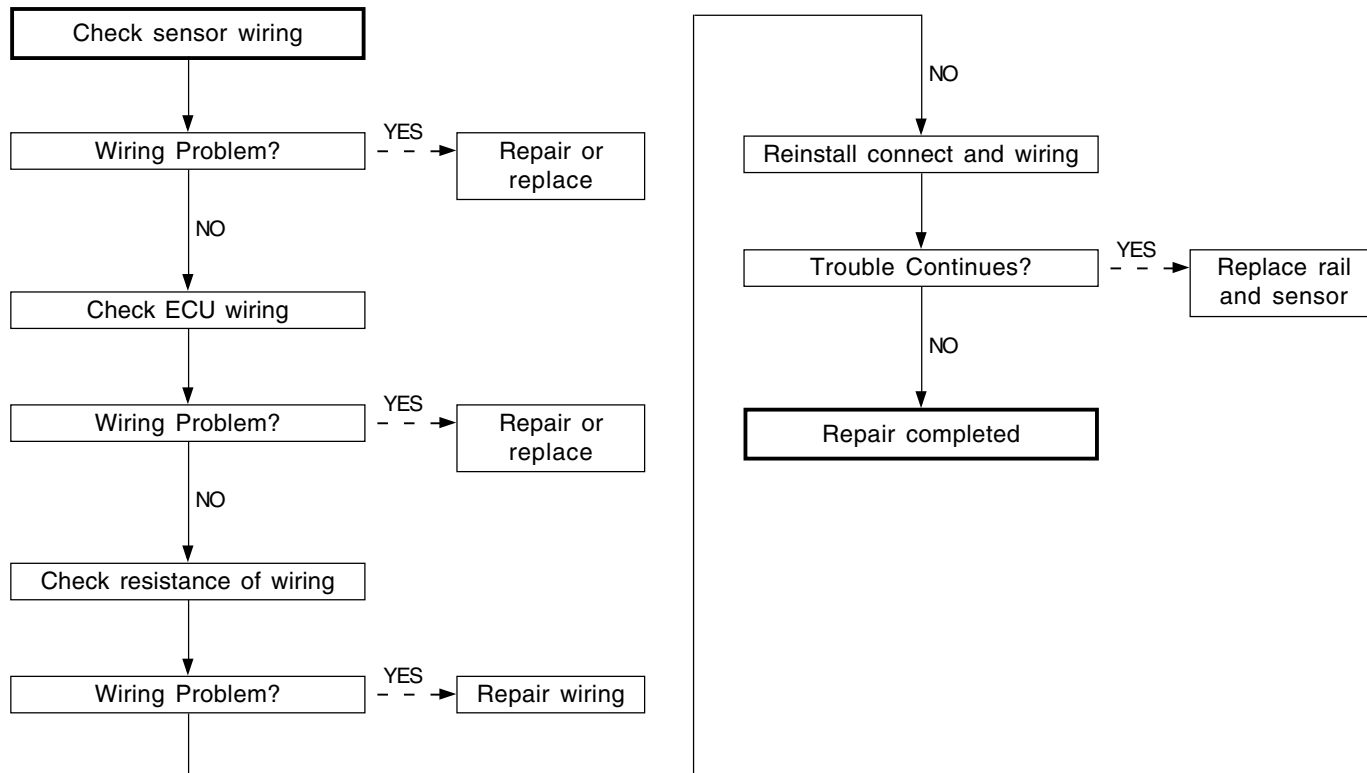 Check sensor wiring
Wiring Problem?
YES
Repair or
replace
NO
Check ECU wiring
Wiring Problem?
YES
Repair or
replace
NO
Check resistance of wiring
Wiring Problem?
YES
Repair wiring
NO
Reinstall connect and wiring
Trouble Continues?
YES
Replace rail
and sensor
NO
Repair completed